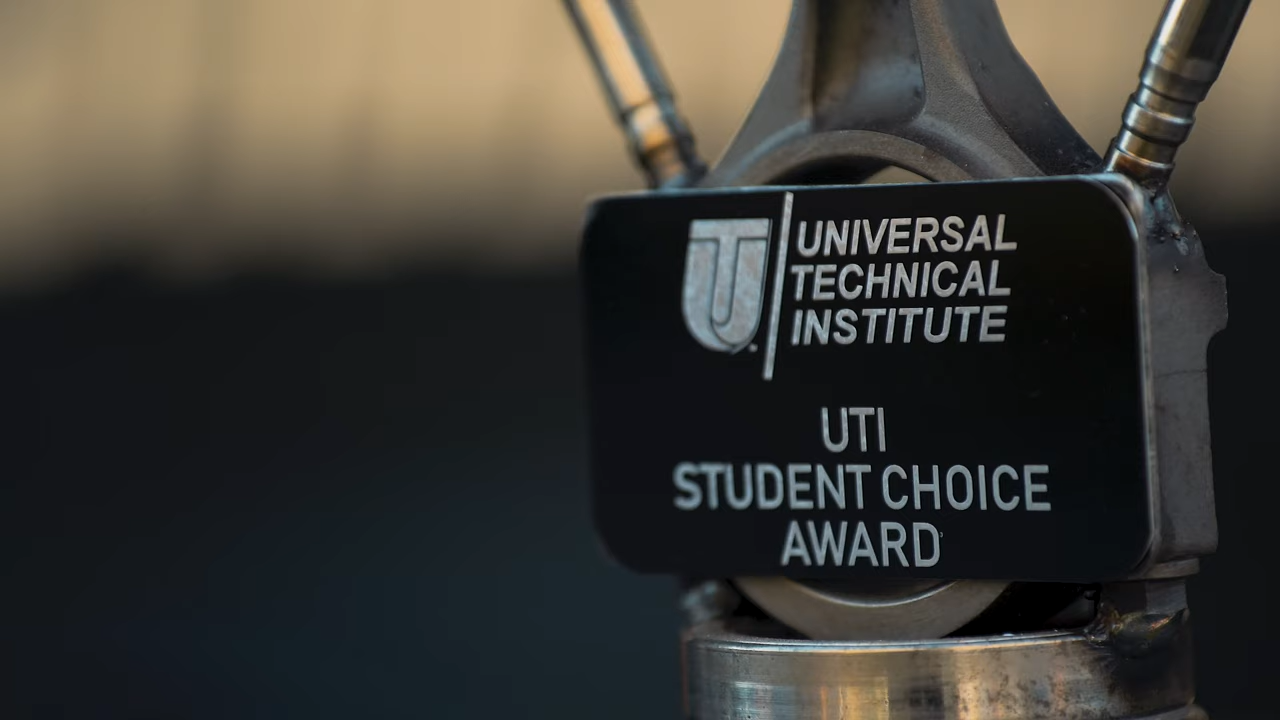 UNIVERSAL
TECHNICAL
INSTITUTE
UTI
STUDENT CHOICE
AWARD